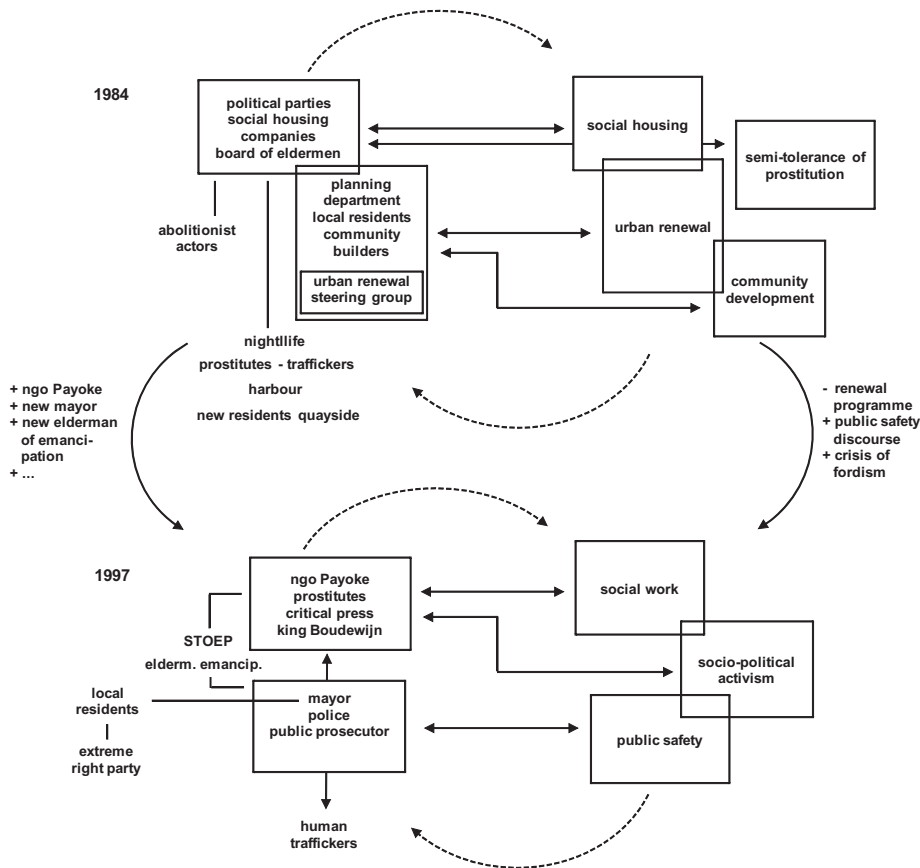 1984
political parties
social housing
companies
board of eldermen
social housing
semi-tolerance of
prostitution
abolitionist
actors
planning
department
local residents
community
builders
urban renewal
steering group
urban renewal
community
development
nightllife
prostitutes - traffickers
harbour
new residents quayside
+ ngo Payoke
+ new mayor
+ new elderman
of emanci-
pation
+ ...
- renewal
programme
+ public safety
discourse
+ crisis of
fordism
1997
ngo Payoke
prostitutes
critical press
king Boudewijn
social work
STOEP
elderm. emancip.
socio-political
activism
local
residents
mayor
police
public prosecutor
public safety
extreme
right party
human
traffickers